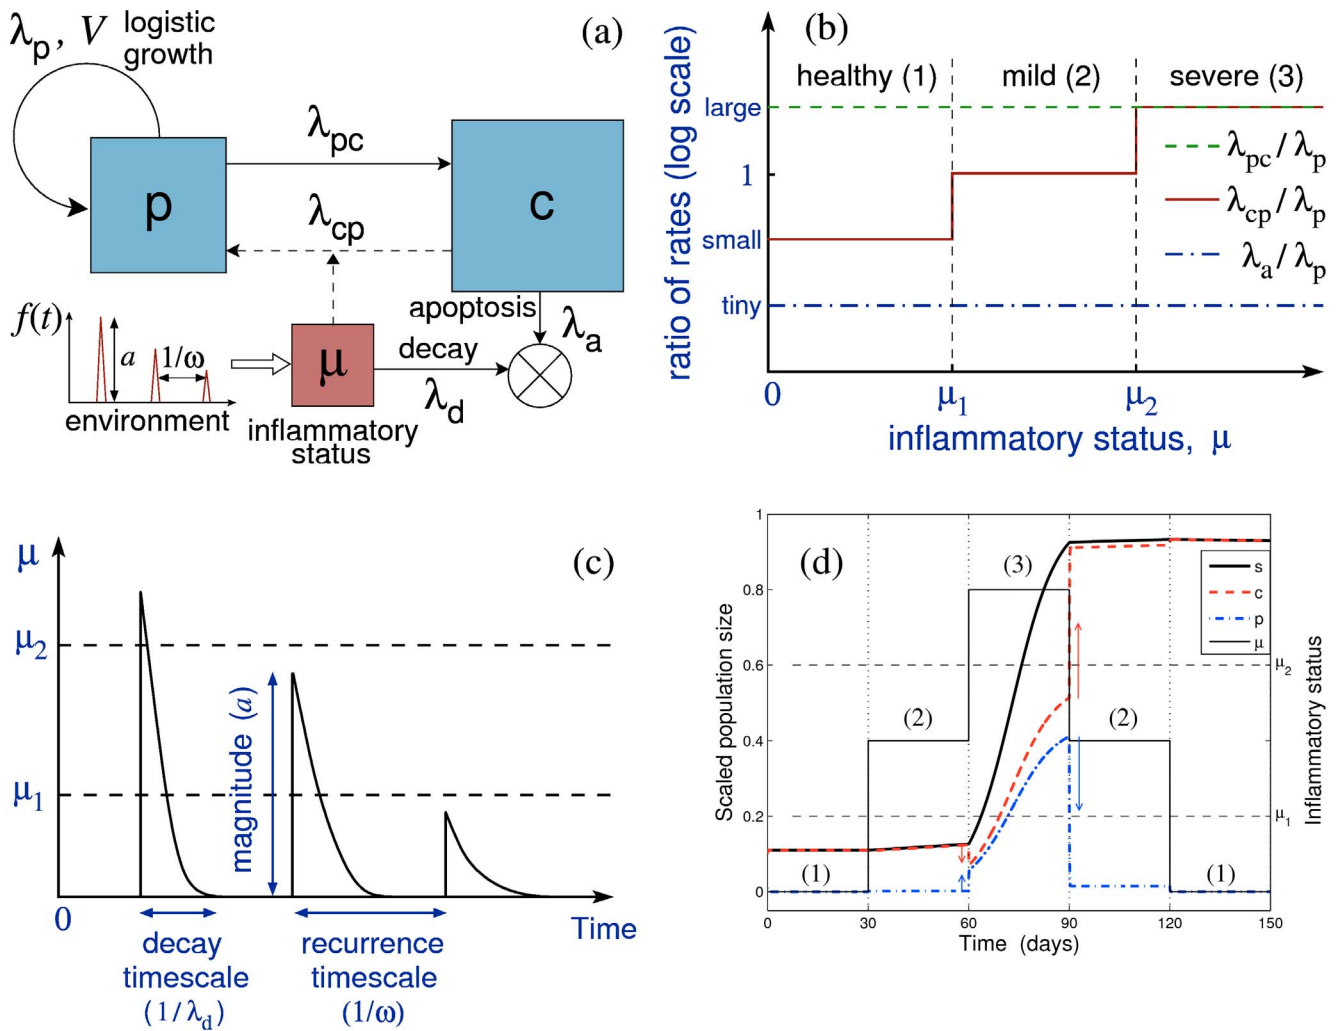 (a)
λp, V logistic
growth
λpc
p
c
λcp
apoptosis
λa
f(t)
a
1/ω
environment
μ
decay
λd
inflammatory
status
(b)
ratio of rates (log scale)
healthy (1) mild (2) severe (3)
large
1
small
tiny
λpc / λp
λcp / λp
λa / λp
0 μ1 μ2
inflammatory status, μ
(c)
μ
μ2
μ1
magnitude (a)
0
Time
decay
timescale
(1/λd)
recurrence
timescale
(1/ω)
(d)
Scaled population size
1
0.8
0.6
0.4
0.2
0
(1)
(2)
(3)
(2)
(1)
s
c
p
μ
μ2
μ1
Inflammatory status
0 30 60 90 120 150
Time (days)